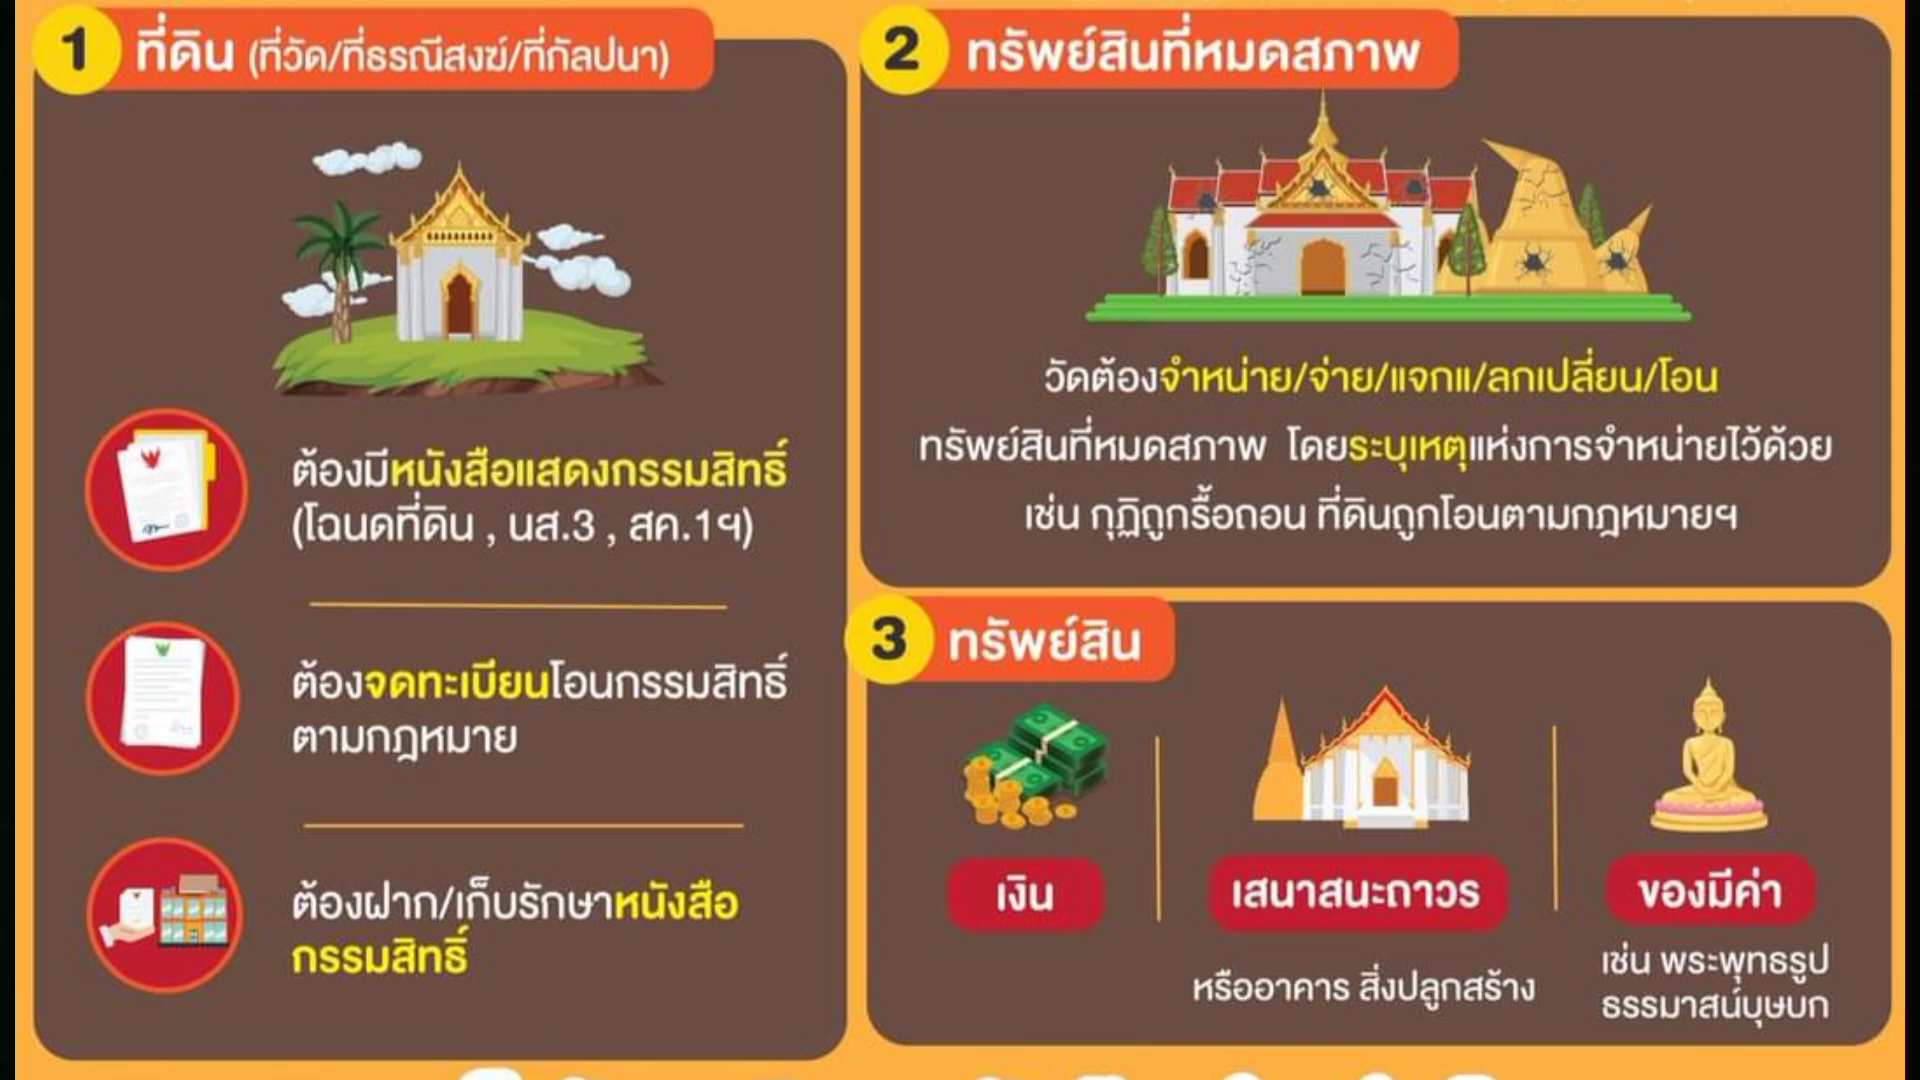 1 ที่ดิน (ที่วัด/ที่ธรณีสงฆ์/ที่กัลปนา)
ต้องมีหนังสือแสดงกรรมสิทธิ์
(โฉนดที่ดิน , นส.3 , สค.1ฯ)
ต้องจดทะเบียนโอนกรรมสิทธิ์
ตามกฎหมาย
ต้องฝาก/เก็บรักษาหนังสือ
กรรมสิทธิ์
2 ทรัพย์สินที่หมดสภาพ
วัดต้องจำหน่าย/จ่าย/แจกแ/ลกเปลี่ยน/โอน
ทรัพย์สินที่หมดสภาพ โดยระบุเหตุแห่งการจำหน่ายไว้ด้วย
เช่น กุฏิถูกรื้อถอน ที่ดินถูกโอนตามกฎหมายฯ
3 ทรัพย์สิน
เงิน
เสนาสนะถาวร
หรืออาคาร สิ่งปลูกสร้าง
ของมีค่า
เช่น พระพุทธรูป
ธรรมาสน์บุษบก